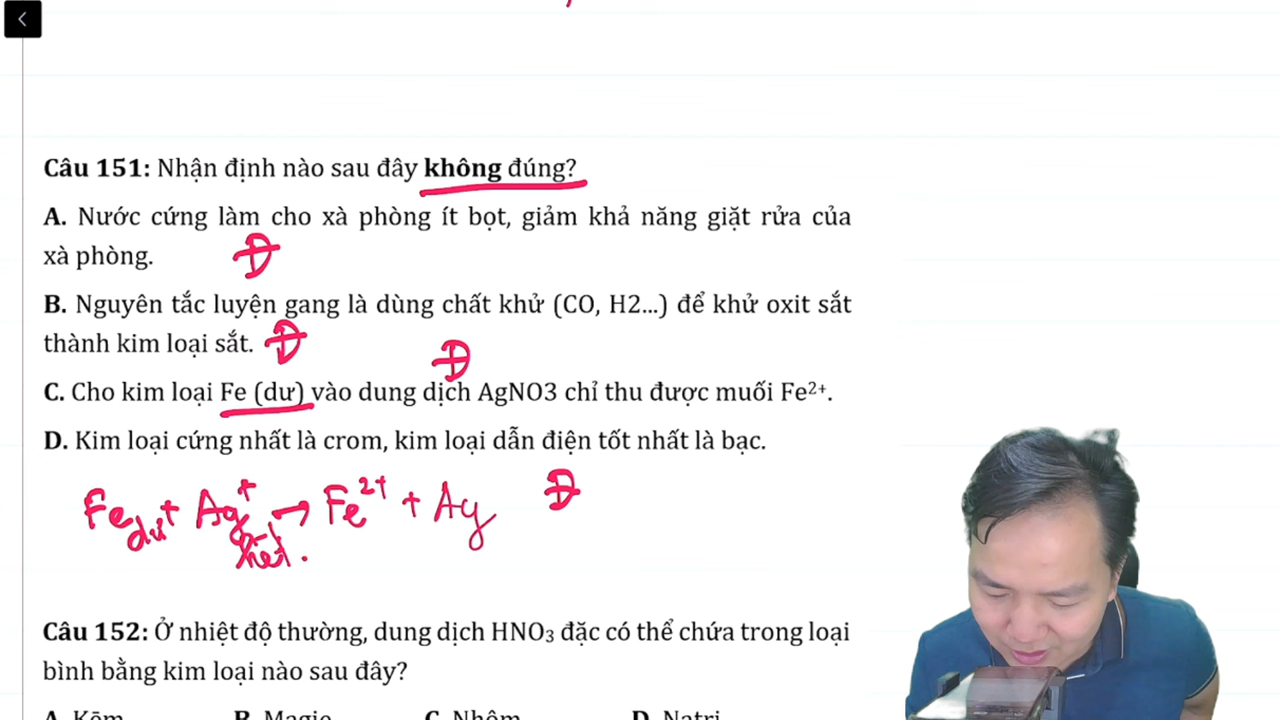 Câu 151: Nhận định nào sau đây không đúng?
A. Nước cứng làm cho xà phòng ít bọt, giảm khả năng giặt rửa của
xà phòng.
Đ
B. Nguyên tắc luyện gang là dùng chất khử (CO, H2...) để khử oxit sắt
thành kim loại sắt.
Đ
Đ
C. Cho kim loại Fe (dư) vào dung dịch AgNO3 chỉ thu được muối Fe²⁺.
D. Kim loại cứng nhất là crom, kim loại dẫn điện tốt nhất là bạc.
Đ
Fe dư + Ag⁺ hết. → Fe²⁺ + Ag
Câu 152: Ở nhiệt độ thường, dung dịch HNO₃ đặc có thể chứa trong loại
bình bằng kim loại nào sau đây?
A. Kẽm B. Magie C. Nhôm D. Natri